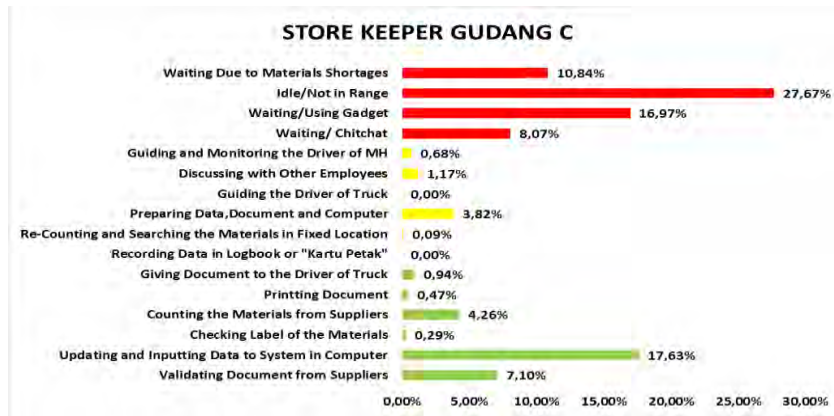 STORE KEEPER GUDANG C
Waiting Due to Materials Shortages 10,84%
Idle/Not in Range 27,67%
Waiting/Using Gadget 16,97%
Waiting/ Chitchat 8,07%
Guiding and Monitoring the Driver of MH 0,68%
Discussing with Other Employees 1,17%
Guiding the Driver of Truck 0,00%
Preparing Data,Document and Computer 3,82%
Re-Counting and Searching the Materials in Fixed Location 0,09%
Recording Data in Logbook or "Kartu Petak" 0,00%
Giving Document to the Driver of Truck 0,94%
Printting Document 0,47%
Counting the Materials from Suppliers 4,26%
Checking Label of the Materials 0,29%
Updating and Inputting Data to System in Computer 17,63%
Validating Document from Suppliers 7,10%
0,00% 5,00% 10,00% 15,00% 20,00% 25,00% 30,00%